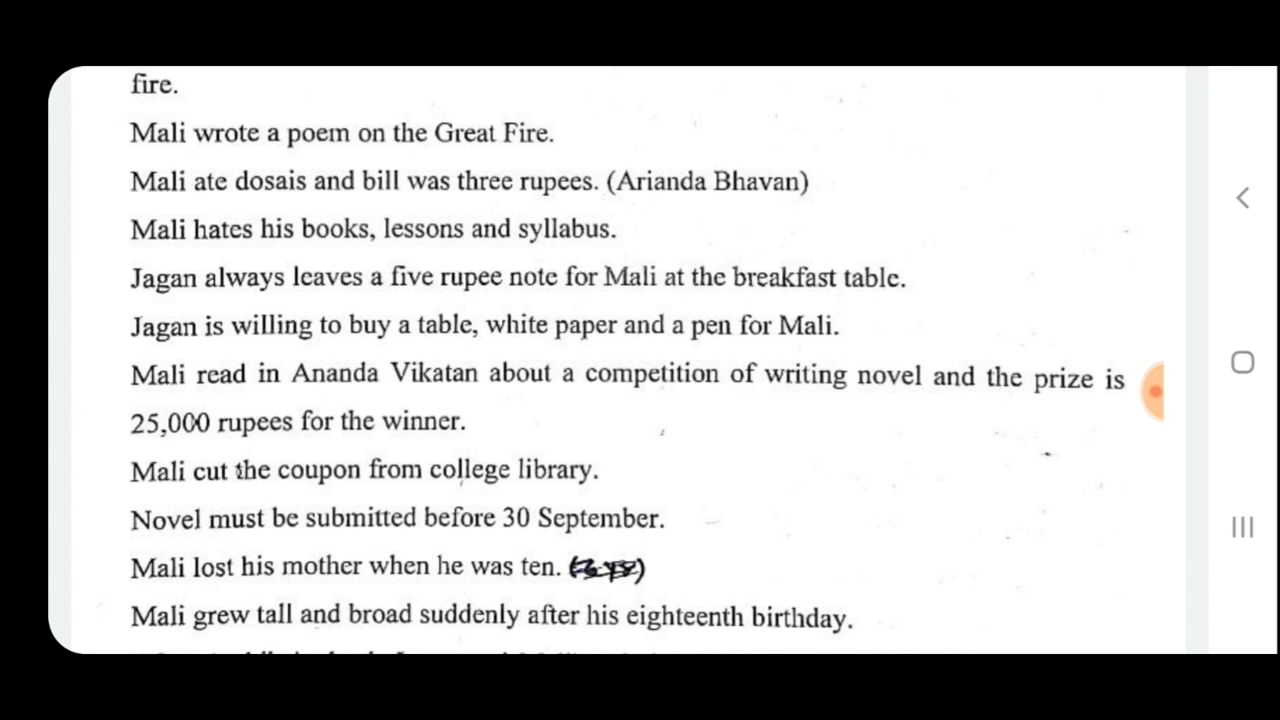 fire.
Mali wrote a poem on the Great Fire.
Mali ate dosais and bill was three rupees. (Arianda Bhavan)
Mali hates his books, lessons and syllabus.
Jagan always leaves a five rupee note for Mali at the breakfast table.
Jagan is willing to buy a table, white paper and a pen for Mali.
Mali read in Ananda Vikatan about a competition of writing novel and the prize is
25,000 rupees for the winner.
Mali cut the coupon from college library.
Novel must be submitted before 30 September.
Mali lost his mother when he was ten.
Mali grew tall and broad suddenly after his eighteenth birthday.